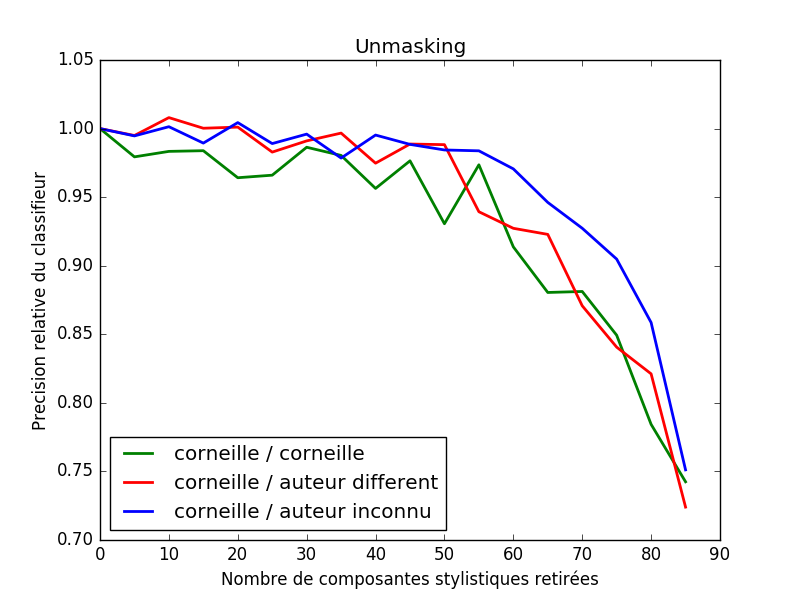 Unmasking
1.05
1.00
0.95
0.90
0.85
0.80
0.75
0.70
Precision relative du classifieur
corneille / corneille
corneille / auteur different
corneille / auteur inconnu
0 10 20 30 40 50 60 70 80 90
Nombre de composantes stylistiques retirées